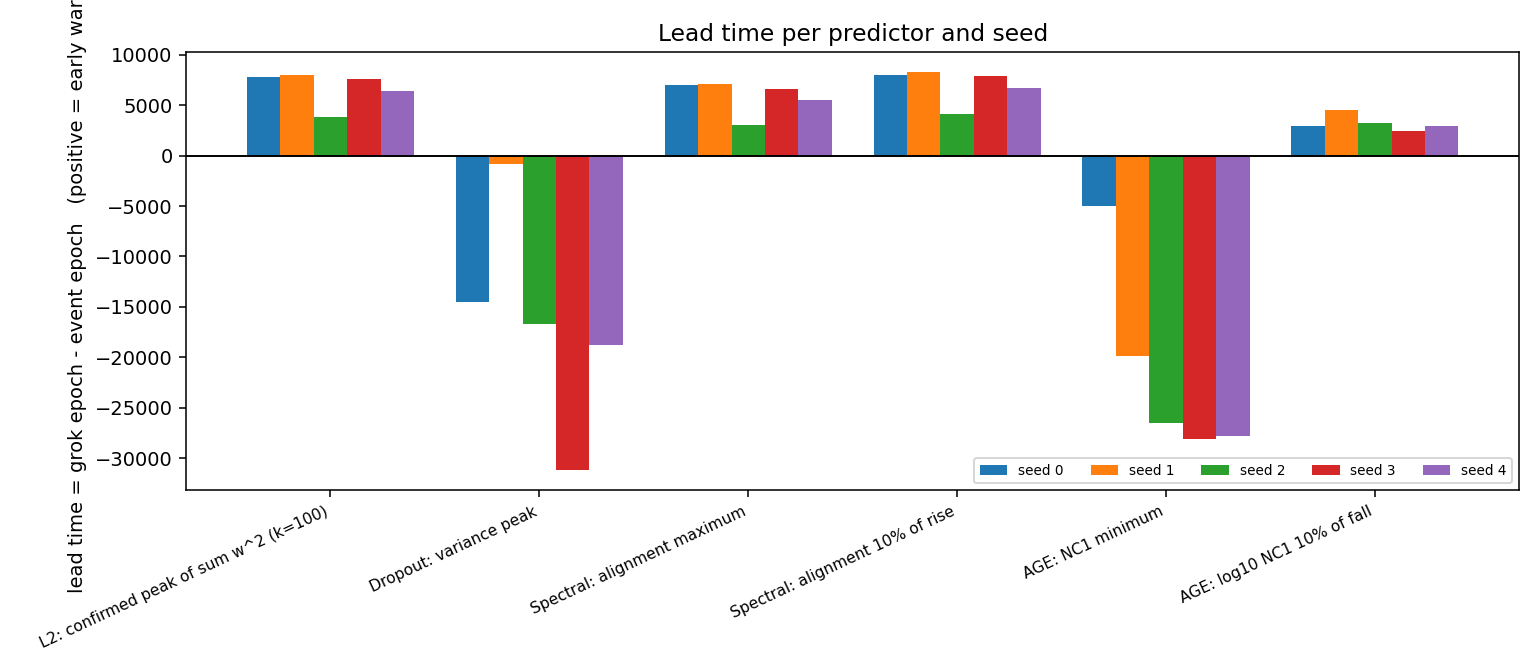 Lead time per predictor and seed
lead time = grok epoch - event epoch (positive = early
10000
5000
0
−5000
−10000
−15000
−20000
−25000
−30000
seed 0 seed 1 seed 2 seed 3 seed 4
L2: confirmed peak of sum w^2 (k=100)
Dropout: variance peak
Spectral: alignment maximum
Spectral: alignment 10% of rise
AGE: NC1 minimum
AGE: log10 NC1 10% of fall